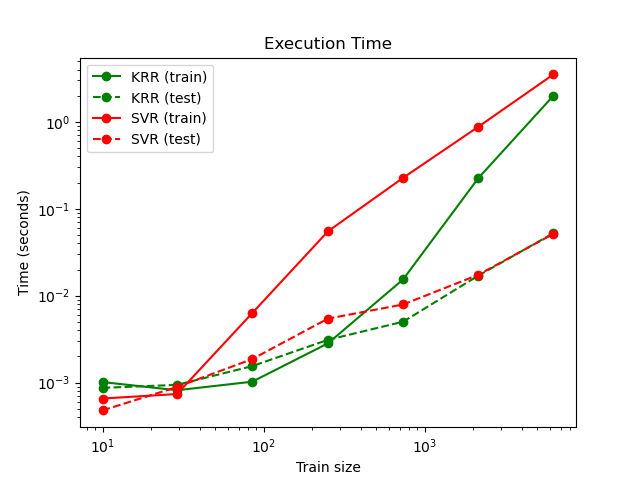 Execution Time
KRR (train)
KRR (test)
SVR (train)
SVR (test)
Time (seconds)
10⁰
10⁻¹
10⁻²
10⁻³
10¹
10²
10³
Train size